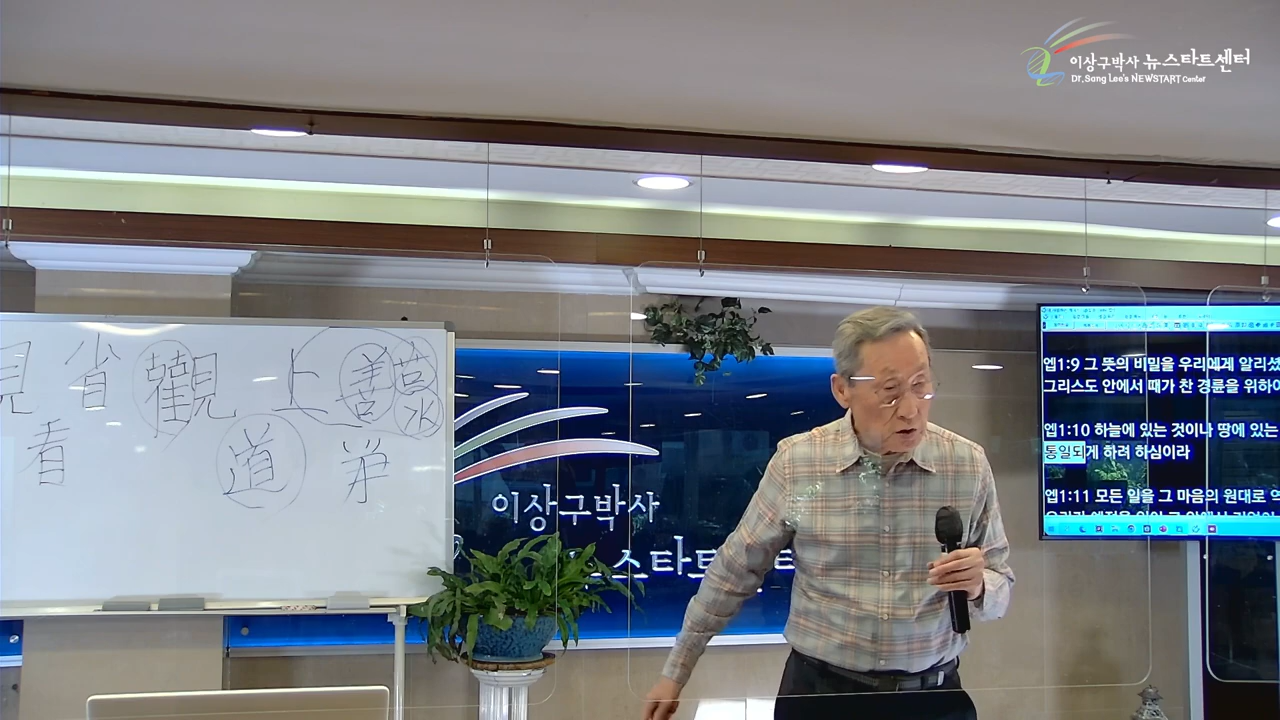 이상구박사 뉴스타트센터
Dr. Sang Lee's NEWSTART Center
見 省 觀 上 善
看 道 水
이상구박사
스타트
엡1:9 그 뜻의 비밀을 우리에게 알리셨
그리스도 안에서 때가 찬 경륜을 위하여
엡1:10 하늘에 있는 것이나 땅에 있는
통일되게 하려 하심이라
엡1:11 모든 일을 그 마음의 원대로 역